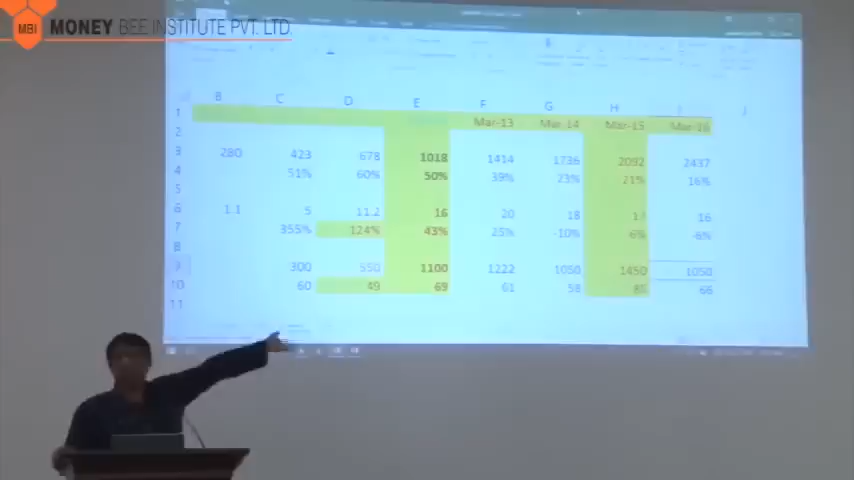 MBI MONEY BEE INSTITUTE PVT. LTD.
B C D E F G H
1 Mar-13 Mar-14 Mar-15 Mar-16
2
3 280 423 678 1018 1414 1736 2092 2437
4 51% 60% 50% 39% 23% 21% 16%
5
6 1.1 5 11.2 16 20 18 16
7 355% 124% 43% 25% -10% 6% -6%
8
9 300 550 1100 1222 1050 1450 1050
10 60 49 69 61 58 66
11